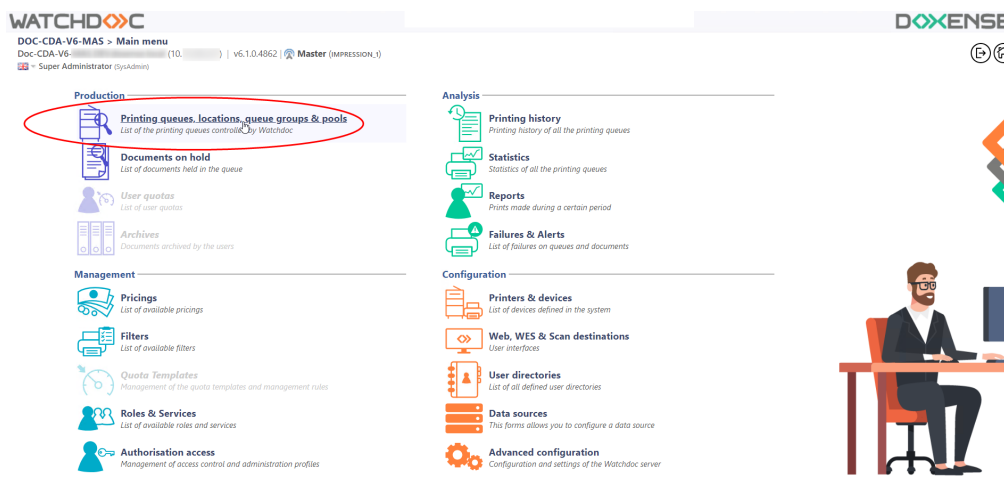 WATCHDOC
DOXENSE
DOC-CDA-V6-MAS > Main menu
Doc-CDA-V6- (10. ) | v6.1.0.4862 | Master (IMPRESSION_1)
Super Administrator (SysAdmin)
Production
Printing queues, locations, queue groups & pools
List of the printing queues controlled by Watchdoc
Documents on hold
List of documents held in the queue
User quotas
List of user quotas
Archives
Documents archived by the users
Analysis
Printing history
Printing history of all the printing queues
Statistics
Statistics of all the printing queues
Reports
Prints made during a certain period
Failures & Alerts
List of failures on queues and documents
Management
Pricings
List of available pricings
Filters
List of available filters
Quota Templates
Management of the quota templates and management rules
Roles & Services
List of available roles and services
Authorisation access
Management of access control and administration profiles
Configuration
Printers & devices
List of devices defined in the system
Web, WES & Scan destinations
User interfaces
User directories
List of all defined user directories
Data sources
This forms allows you to configure a data source
Advanced configuration
Configuration and settings of the Watchdoc server